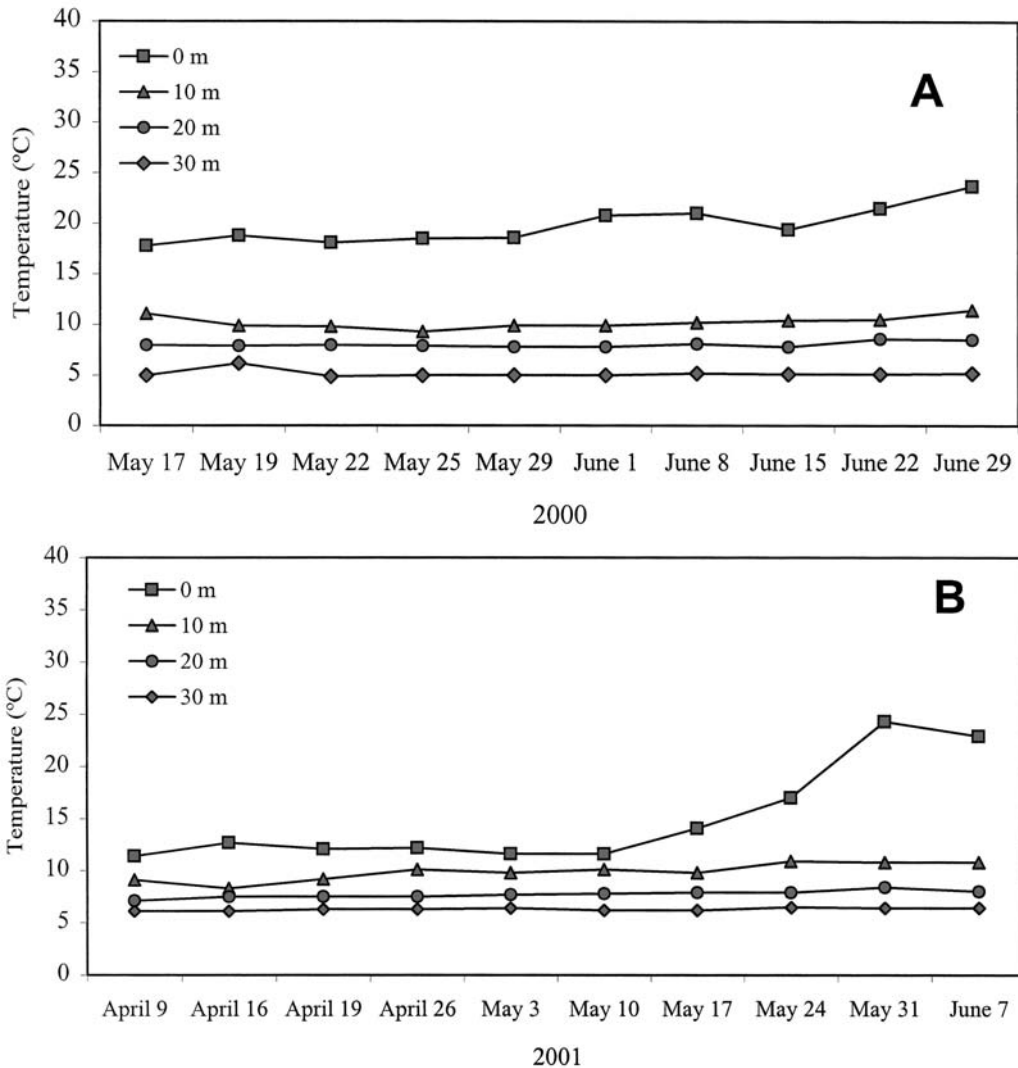 40
35
30
25
20
15
10
5
0
Temperature (ºC)
0 m
10 m
20 m
30 m
A
May 17 May 19 May 22 May 25 May 29 June 1 June 8 June 15 June 22 June 29
2000
40
35
30
25
20
15
10
5
0
Temperature (ºC)
0 m
10 m
20 m
30 m
B
April 9 April 16 April 19 April 26 May 3 May 10 May 17 May 24 May 31 June 7
2001